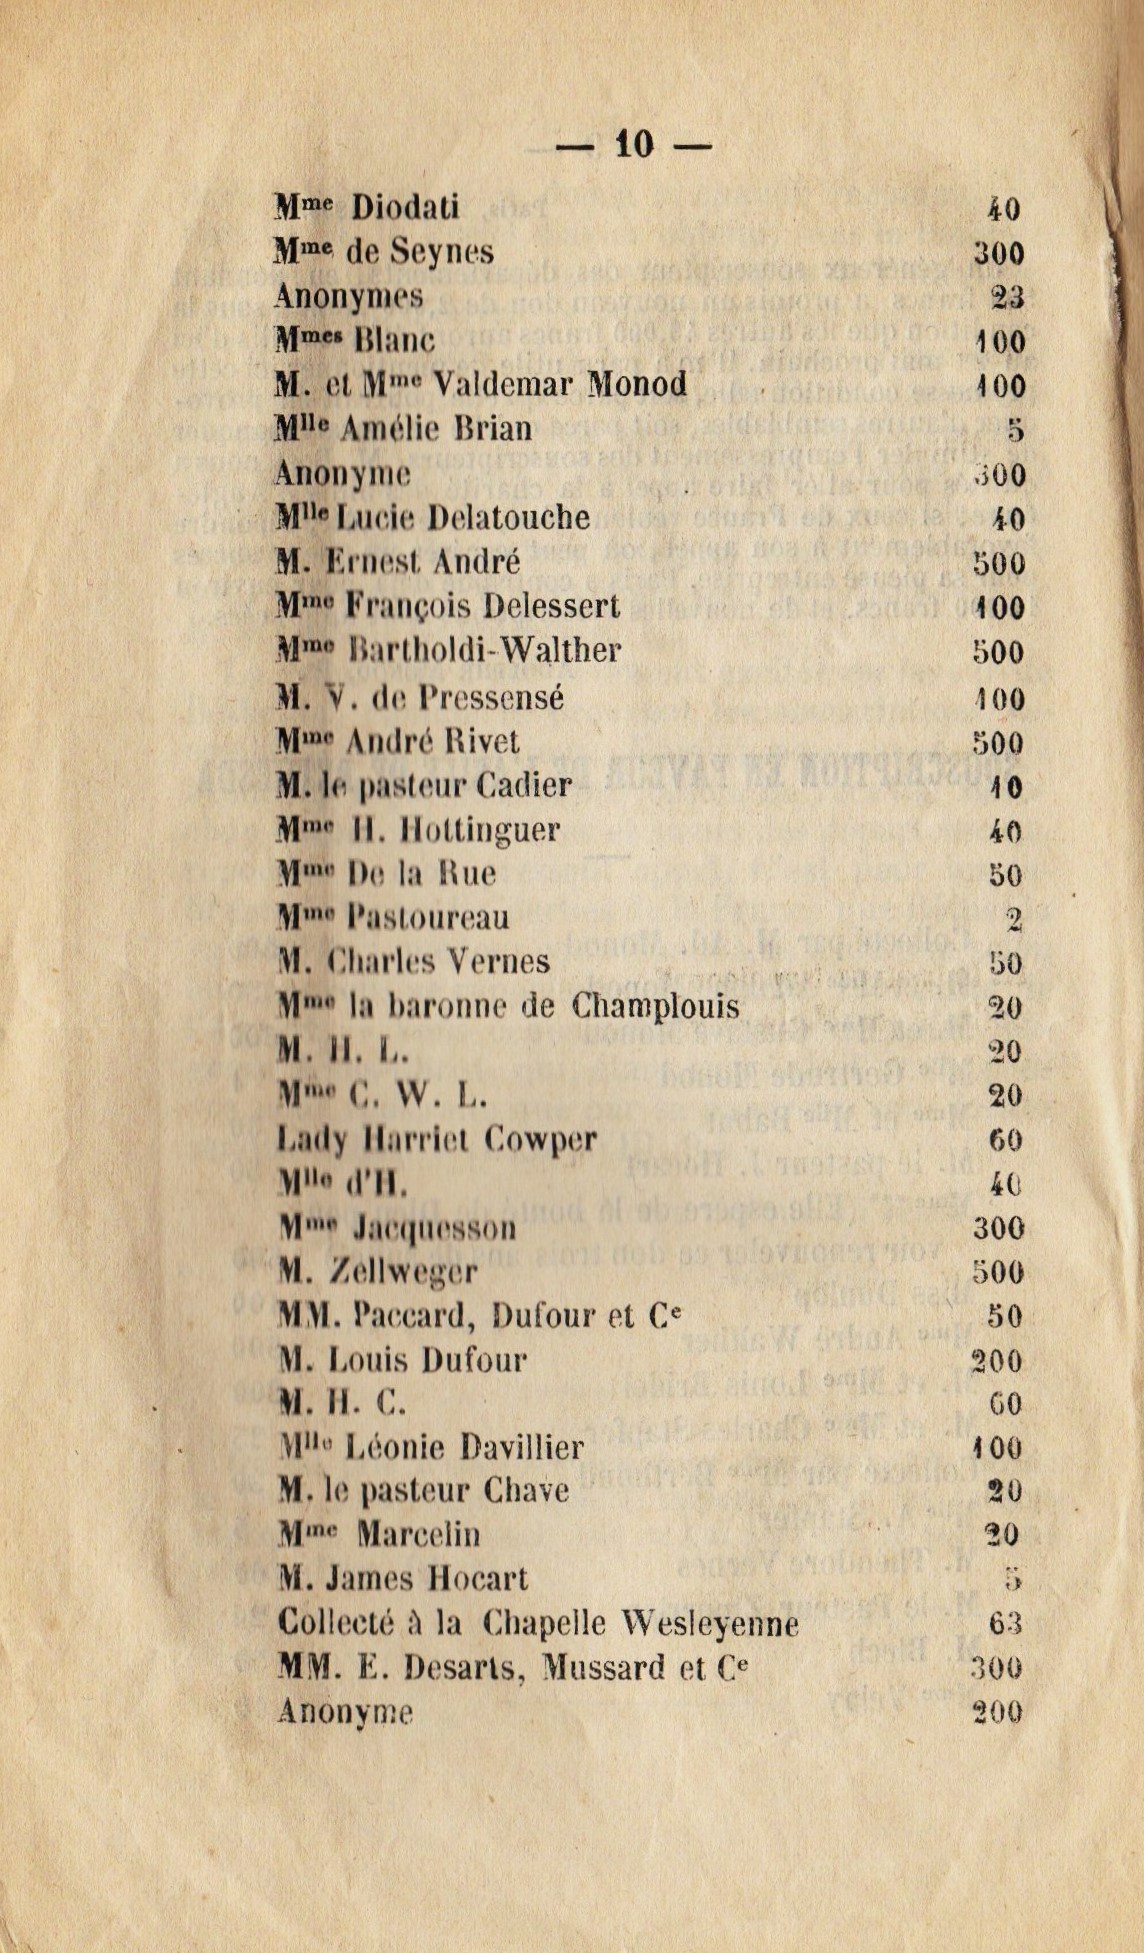 — 10 —
Mme Diodati 40
Mme de Seynes 300
Anonymes 23
Mmes Blanc 100
M. et Mme Valdemar Monod 100
Mlle Amélie Brian 5
Anonyme 300
Mlle Lucie Delatouche 40
M. Ernest André 500
Mme François Delessert 100
Mme Bartholdi-Walther 500
M. V. de Pressensé 100
Mme André Rivet 500
M. le pasteur Cadier 10
Mme H. Hottinguer 40
Mme De la Rue 50
Mme Pastoureau 2
M. Charles Vernes 50
Mme la baronne de Champlouis 20
M. H. L. 20
Mme C. W. L. 20
Lady Harriet Cowper 60
Mlle d'H. 40
Mme Jacquesson 300
M. Zellweger 500
MM. Paccard, Dufour et Ce 50
M. Louis Dufour 200
M. H. C. 60
Mlle Léonie Davillier 100
M. le pasteur Chave 20
Mme Marcelin 20
M. James Hocart 5
Collecté à la Chapelle Wesleyenne 63
MM. E. Desarts, Mussard et Ce 300
Anonyme 200